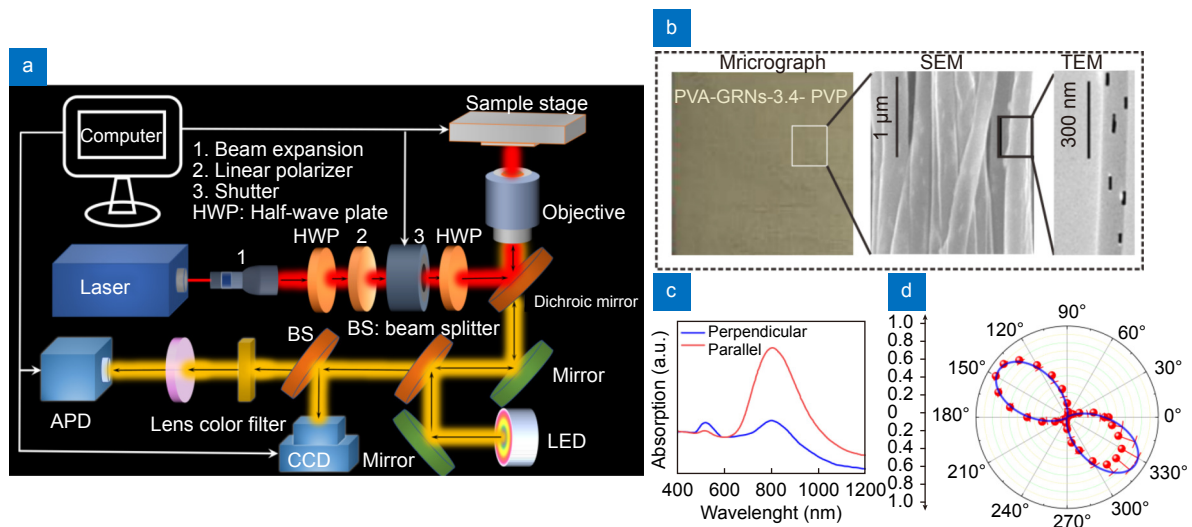 a
Computer
1. Beam expansion
2. Linear polarizer
3. Shutter
HWP: Half-wave plate
Sample stage
Objective
HWP
2
3
HWP
1
Laser
Dichroic mirror
BS
BS: beam splitter
Mirror
APD
Lens color filter
CCD
Mirror
LED
b
Mricrograph
SEM
TEM
PVA-GRNs-3.4- PVP
1 μm
300 nm
c
Perpendicular
Parallel
Absorption (a.u.)
400 600 800 1000 1200
Wavelenght (nm)
d
1.0
0.8
0.6
0.4
0.2
0
0.2
0.4
0.6
0.8
1.0
90°
120°
60°
150°
30°
180°
0°
210°
330°
240°
300°
270°